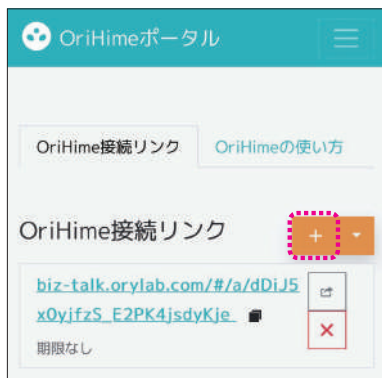 OriHimeポータル
OriHime接続リンク OriHimeの使い方
OriHime接続リンク
biz-talk.orylab.com/#/a/dDiJ5
x0yjfzS_E2PK4jsdyKje_
期限なし